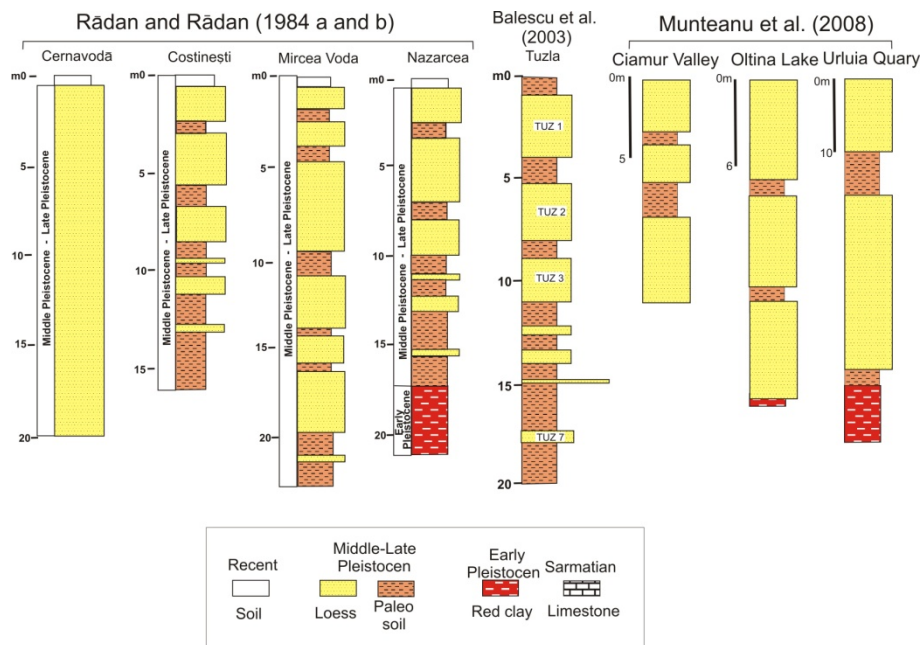 Rădan and Rădan (1984 a and b)
Balescu et al.
(2003)
Munteanu et al. (2008)
Cernavodă
Costinești
Mircea Voda
Nazarcea
Tuzla
Ciamur Valley
Oltina Lake
Urluia Quary
m0
5
10
15
20
Middle Pleistocene - Late Pleistocene
m0
5
10
15
Middle Pleistocene - Late Pleistocene
m0
5
10
15
20
Middle Pleistocene - Late Pleistocene
m0
5
10
15
20
Middle Pleistocene - Late Pleistocene
Early
Pleistocene
m0
5
10
15
20
TUZ 1
TUZ 2
TUZ 3
TUZ 7
0m
5
0m
6
0m
10
Recent
Soil
Middle-Late
Pleistocen
Loess
Paleo
soil
Early
Pleistocen
Red clay
Sarmatian
Limestone